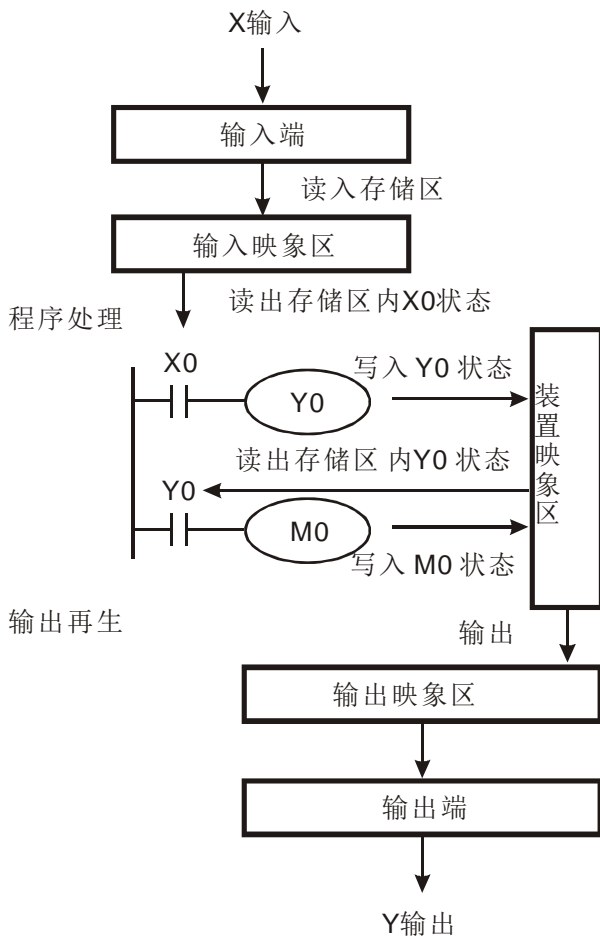 X输入
输入端
读入存储区
输入映象区
读出存储区内X0状态
程序处理
X0
写入 Y0 状态
Y0
装置映象区
读出存储区 内Y0 状态
Y0
M0
写入 M0 状态
输出再生
输出
输出映象区
输出端
Y输出